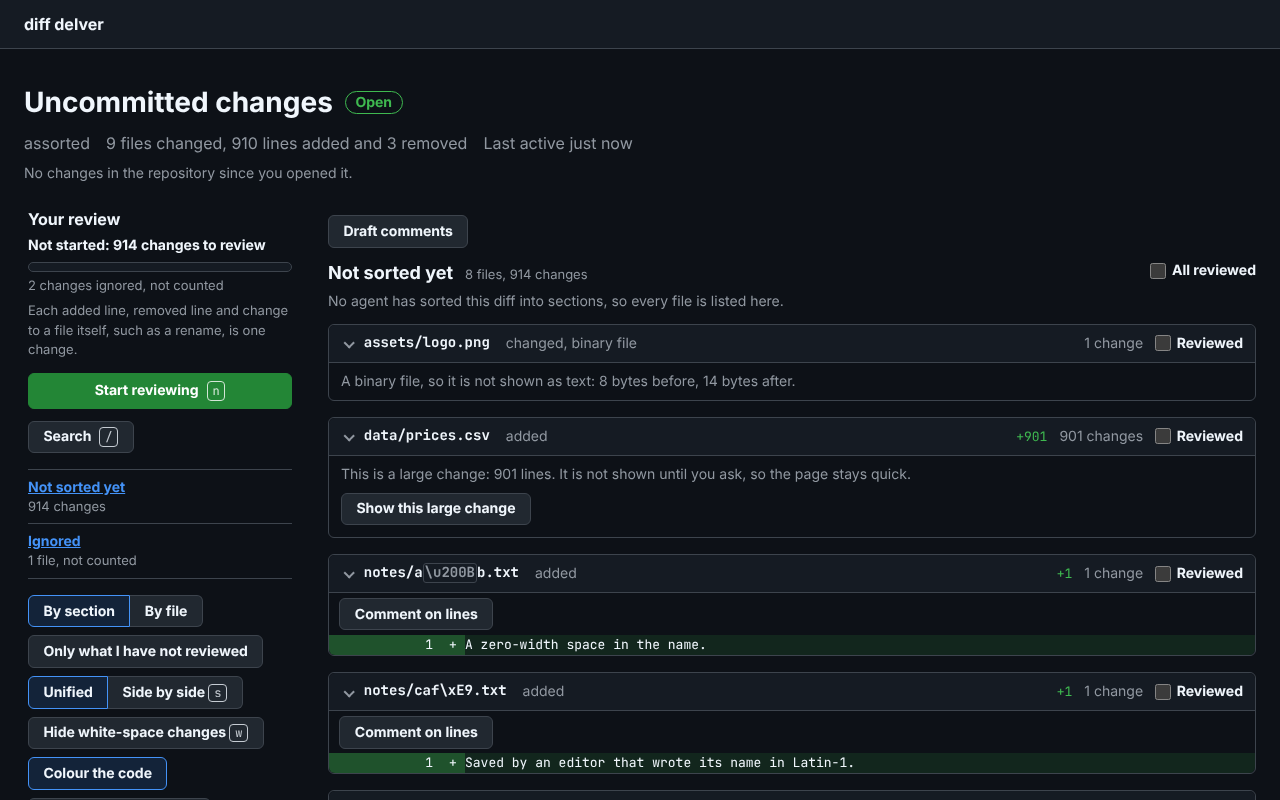 diff delver
Uncommitted changes Open
assorted 9 files changed, 910 lines added and 3 removed Last active just now
No changes in the repository since you opened it.
Your review
Not started: 914 changes to review
2 changes ignored, not counted
Each added line, removed line and change
to a file itself, such as a rename, is one
change.
Start reviewing n
Search /
Not sorted yet
914 changes
Ignored
1 file, not counted
By section By file
Only what I have not reviewed
Unified Side by side s
Hide white-space changes w
Colour the code
Draft comments
Not sorted yet 8 files, 914 changes All reviewed
No agent has sorted this diff into sections, so every file is listed here.
assets/logo.png changed, binary file 1 change Reviewed
A binary file, so it is not shown as text: 8 bytes before, 14 bytes after.
data/prices.csv added +901 901 changes Reviewed
This is a large change: 901 lines. It is not shown until you ask, so the page stays quick.
Show this large change
notes/a\u200Bb.txt added +1 1 change Reviewed
Comment on lines
1 + A zero-width space in the name.
notes/caf\xE9.txt added +1 1 change Reviewed
Comment on lines
1 + Saved by an editor that wrote its name in Latin-1.